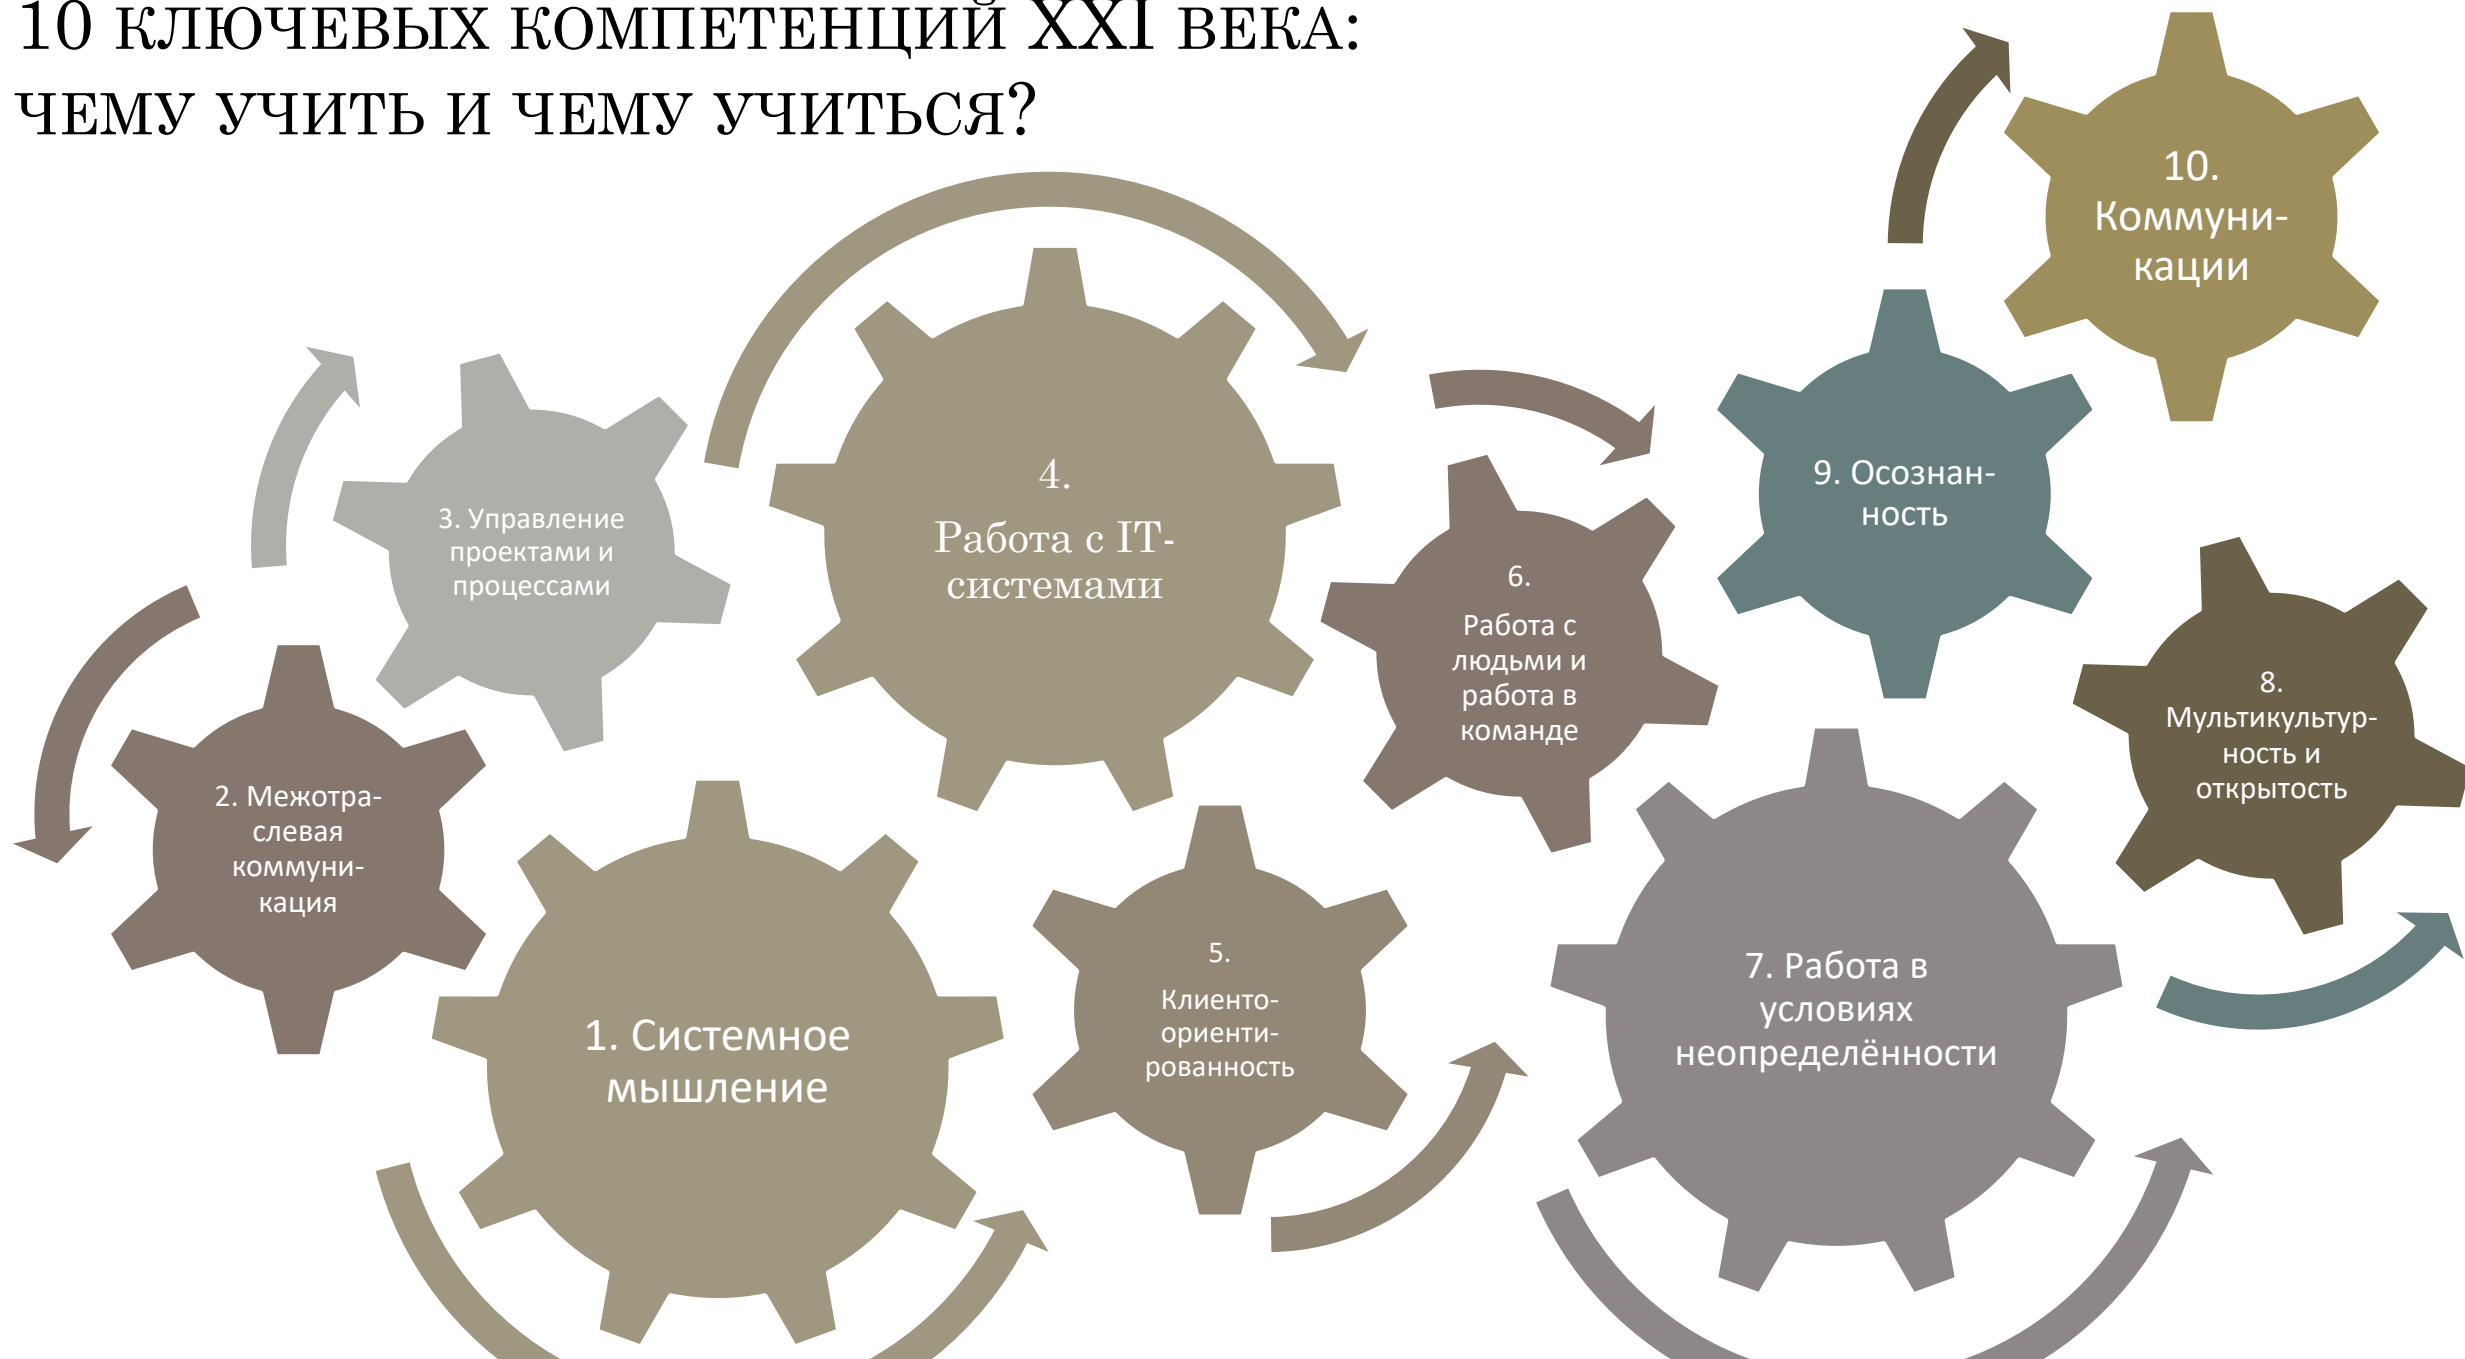 10 КЛЮЧЕВЫХ КОМПЕТЕНЦИЙ XXI ВЕКА:
ЧЕМУ УЧИТЬ И ЧЕМУ УЧИТЬСЯ?
1. Системное
мышление
2. Межотра-
слевая
коммуни-
кация
3. Управление
проектами и
процессами
4.
Работа с IT-
системами
5.
Клиенто-
ориенти-
рованность
6.
Работа с
людьми и
работа в
команде
7. Работа в
условиях
неопределённости
8.
Мультикультур-
ность и
открытость
9. Осознан-
ность
10.
Коммуни-
кации